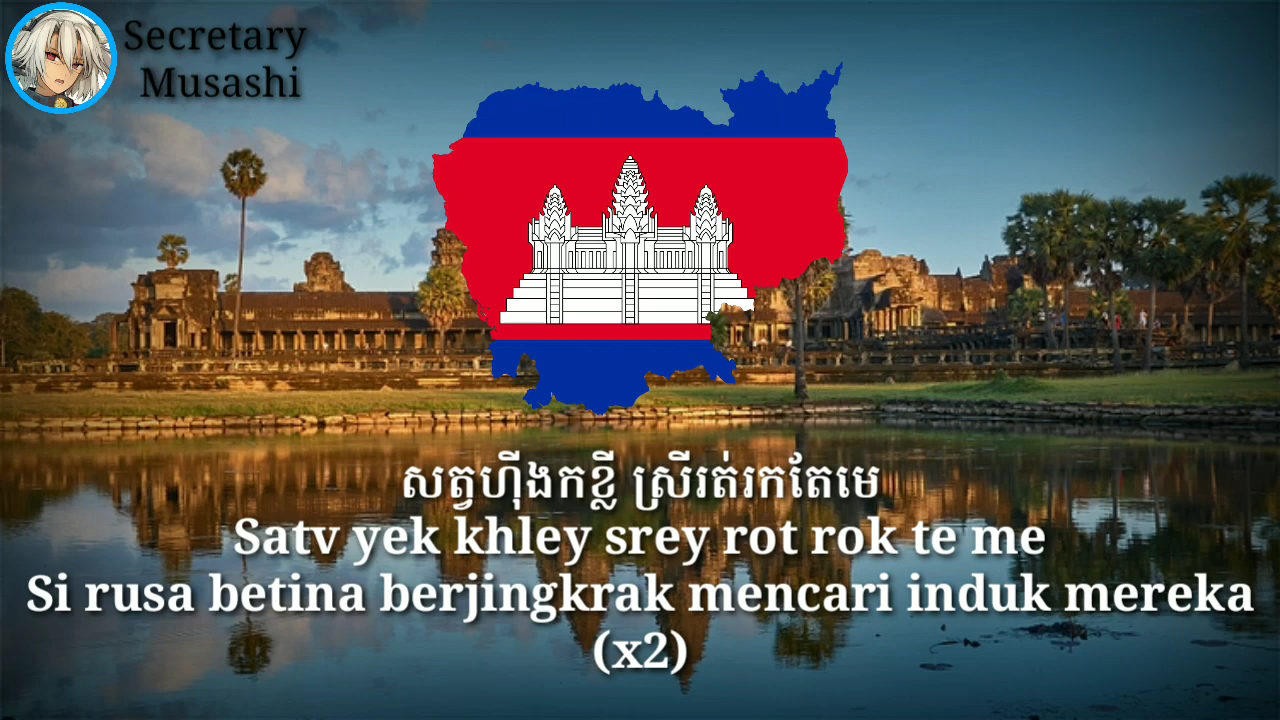 Secretary
Musashi
សត្វហ៊ីងកខ្លី ស្រីរត់រកតែមេ
Satv yek khley srey rot rok te me
Si rusa betina berjingkrak mencari induk mereka
(x2)